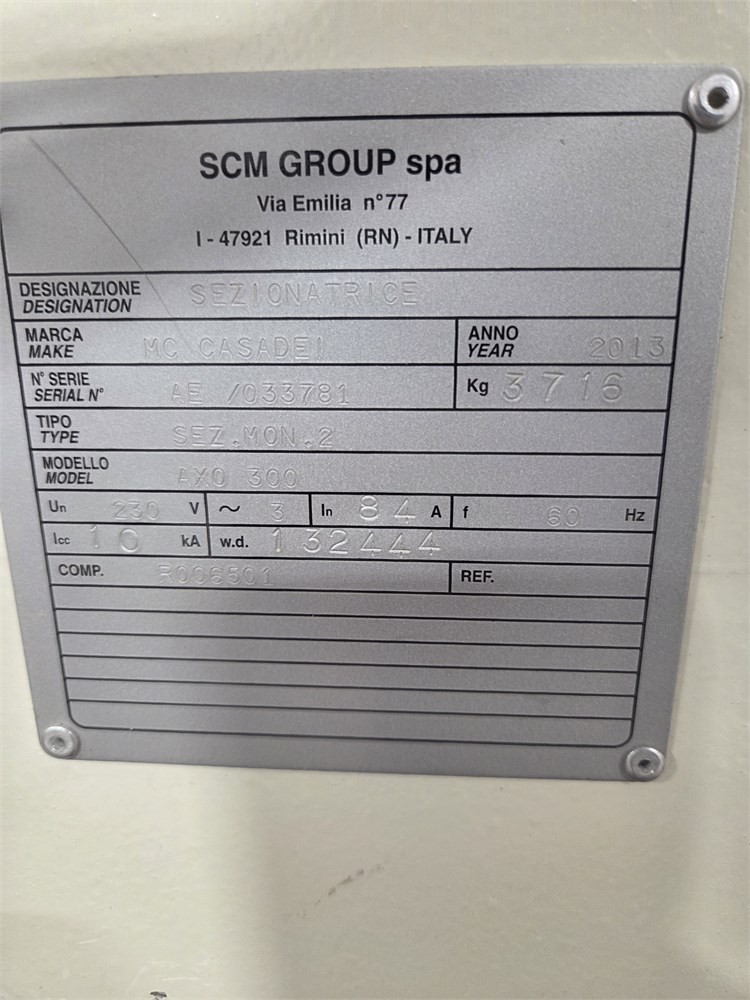 SCM GROUP spa
Via Emilia n°77
I - 47921 Rimini (RN) - ITALY
DESIGNAZIONE SEZIONATRICE
DESIGNATION
MARCA MC CASADEI ANNO 2013
MAKE YEAR
N° SERIE AE /033781 Kg 3716
SERIAL N°
TIPO SEZ.MON.2
TYPE
MODELLO AXO 300
MODEL
Un 230 V ~ 3 In 84 A f 60 Hz
Icc 10 kA w.d. 132444
COMP. R006501 REF.